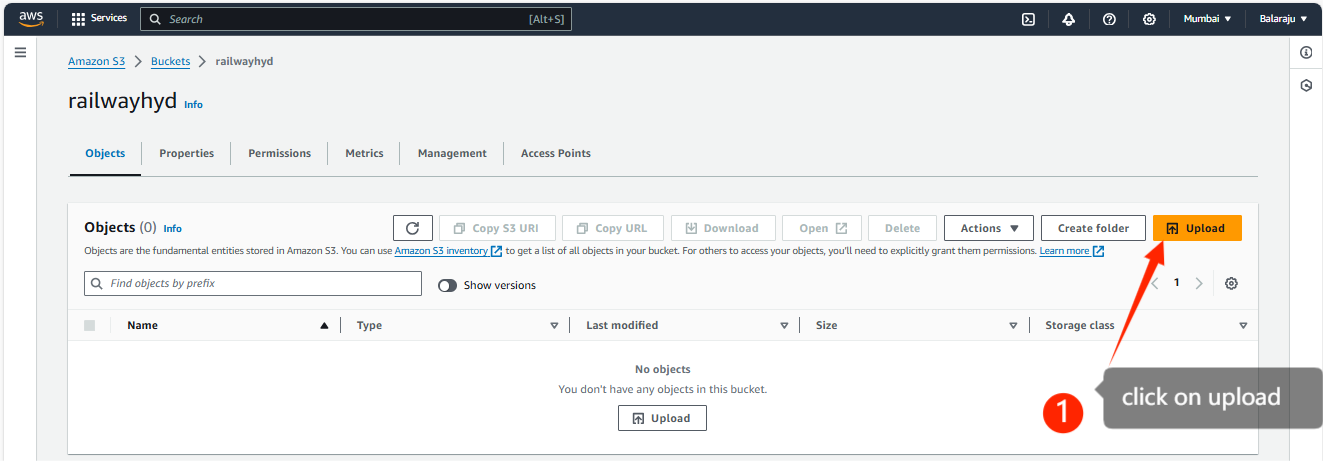 aws Services Search [Alt+S] Mumbai Balaraju
Amazon S3 > Buckets > railwayhyd
railwayhyd Info
Objects Properties Permissions Metrics Management Access Points
Objects (0) Info Copy S3 URI Copy URL Download Open Delete Actions Create folder Upload
Objects are the fundamental entities stored in Amazon S3. You can use Amazon S3 inventory to get a list of all objects in your bucket. For others to access your objects, you'll need to explicitly grant them permissions. Learn more
Find objects by prefix Show versions 1
Name Type Last modified Size Storage class
No objects
You don't have any objects in this bucket.
Upload
1 click on upload